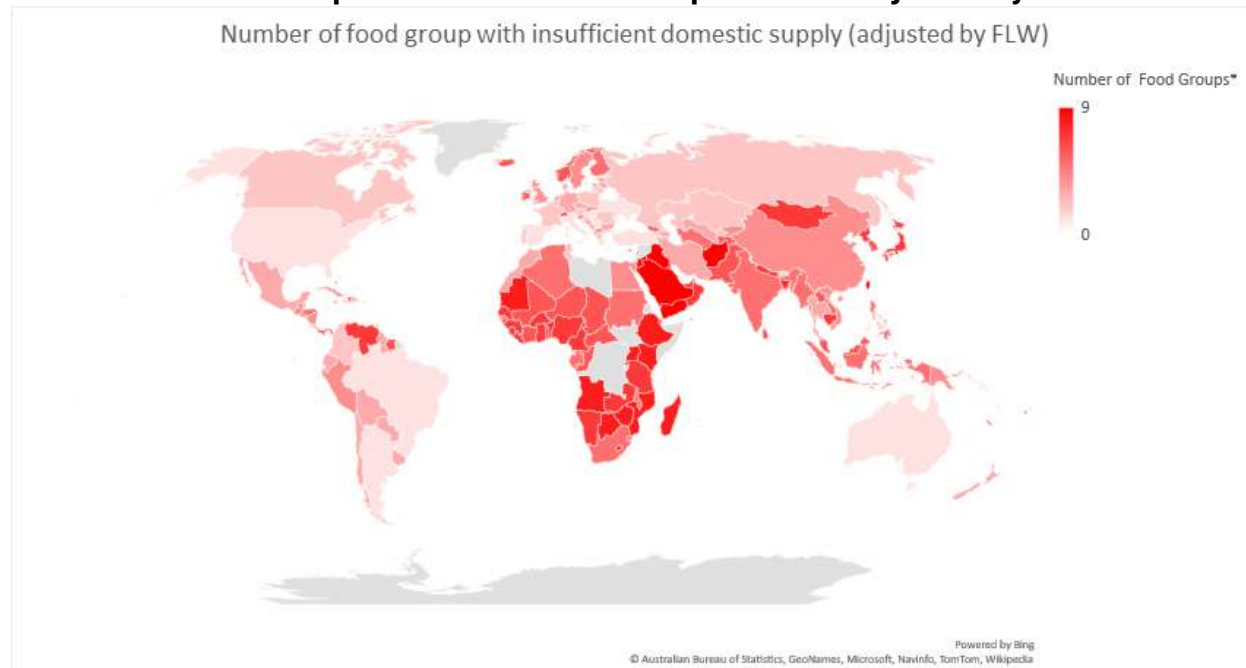 Number of food group with insufficient domestic supply (adjusted by FLW)
Number of Food Groups*
9
0
Powered by Bing
© Australian Bureau of Statistics, GeoNames, Microsoft, Navinfo, TomTom, Wikipedia